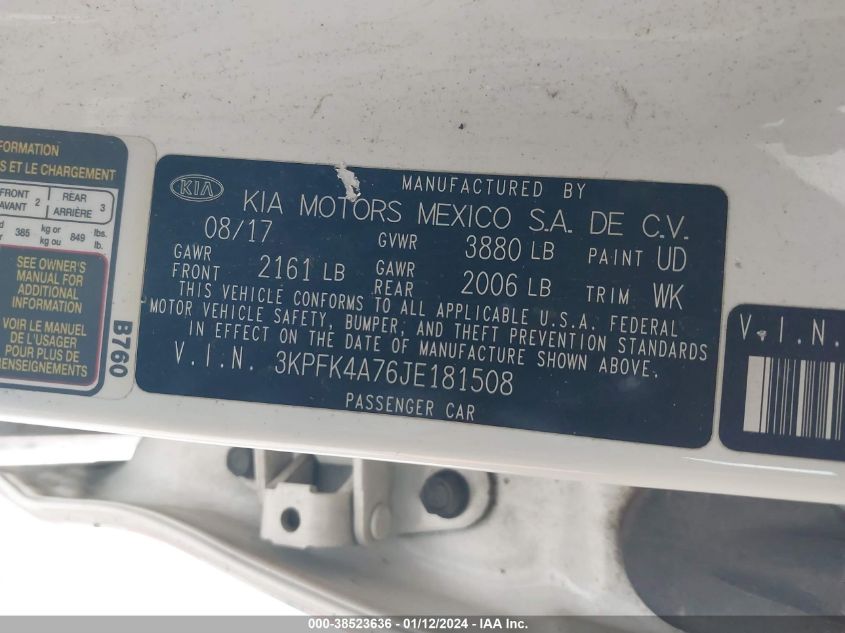 FORMATION
S ET LE CHARGEMENT
FRONT
AVANT 2
REAR
ARRIÈRE 3
385 kg or
kg ou 849 lbs.
lb.
SEE OWNER'S
MANUAL FOR
ADDITIONAL
INFORMATION
VOIR LE MANUEL
DE L'USAGER
POUR PLUS DE
RENSEIGNEMENTS
B760
KIA
MANUFACTURED BY
KIA MOTORS MEXICO S.A. DE C.V.
08/17 GVWR 3880 LB PAINT UD
GAWR
FRONT 2161 LB GAWR
REAR 2006 LB TRIM WK
THIS VEHICLE CONFORMS TO ALL APPLICABLE U.S.A. FEDERAL
MOTOR VEHICLE SAFETY, BUMPER, AND THEFT PREVENTION STANDARDS
IN EFFECT ON THE DATE OF MANUFACTURE SHOWN ABOVE.
V.I.N. 3KPFK4A76JE181508
PASSENGER CAR
V.I.N.
000-38523636 - 01/12/2024 - IAA Inc.